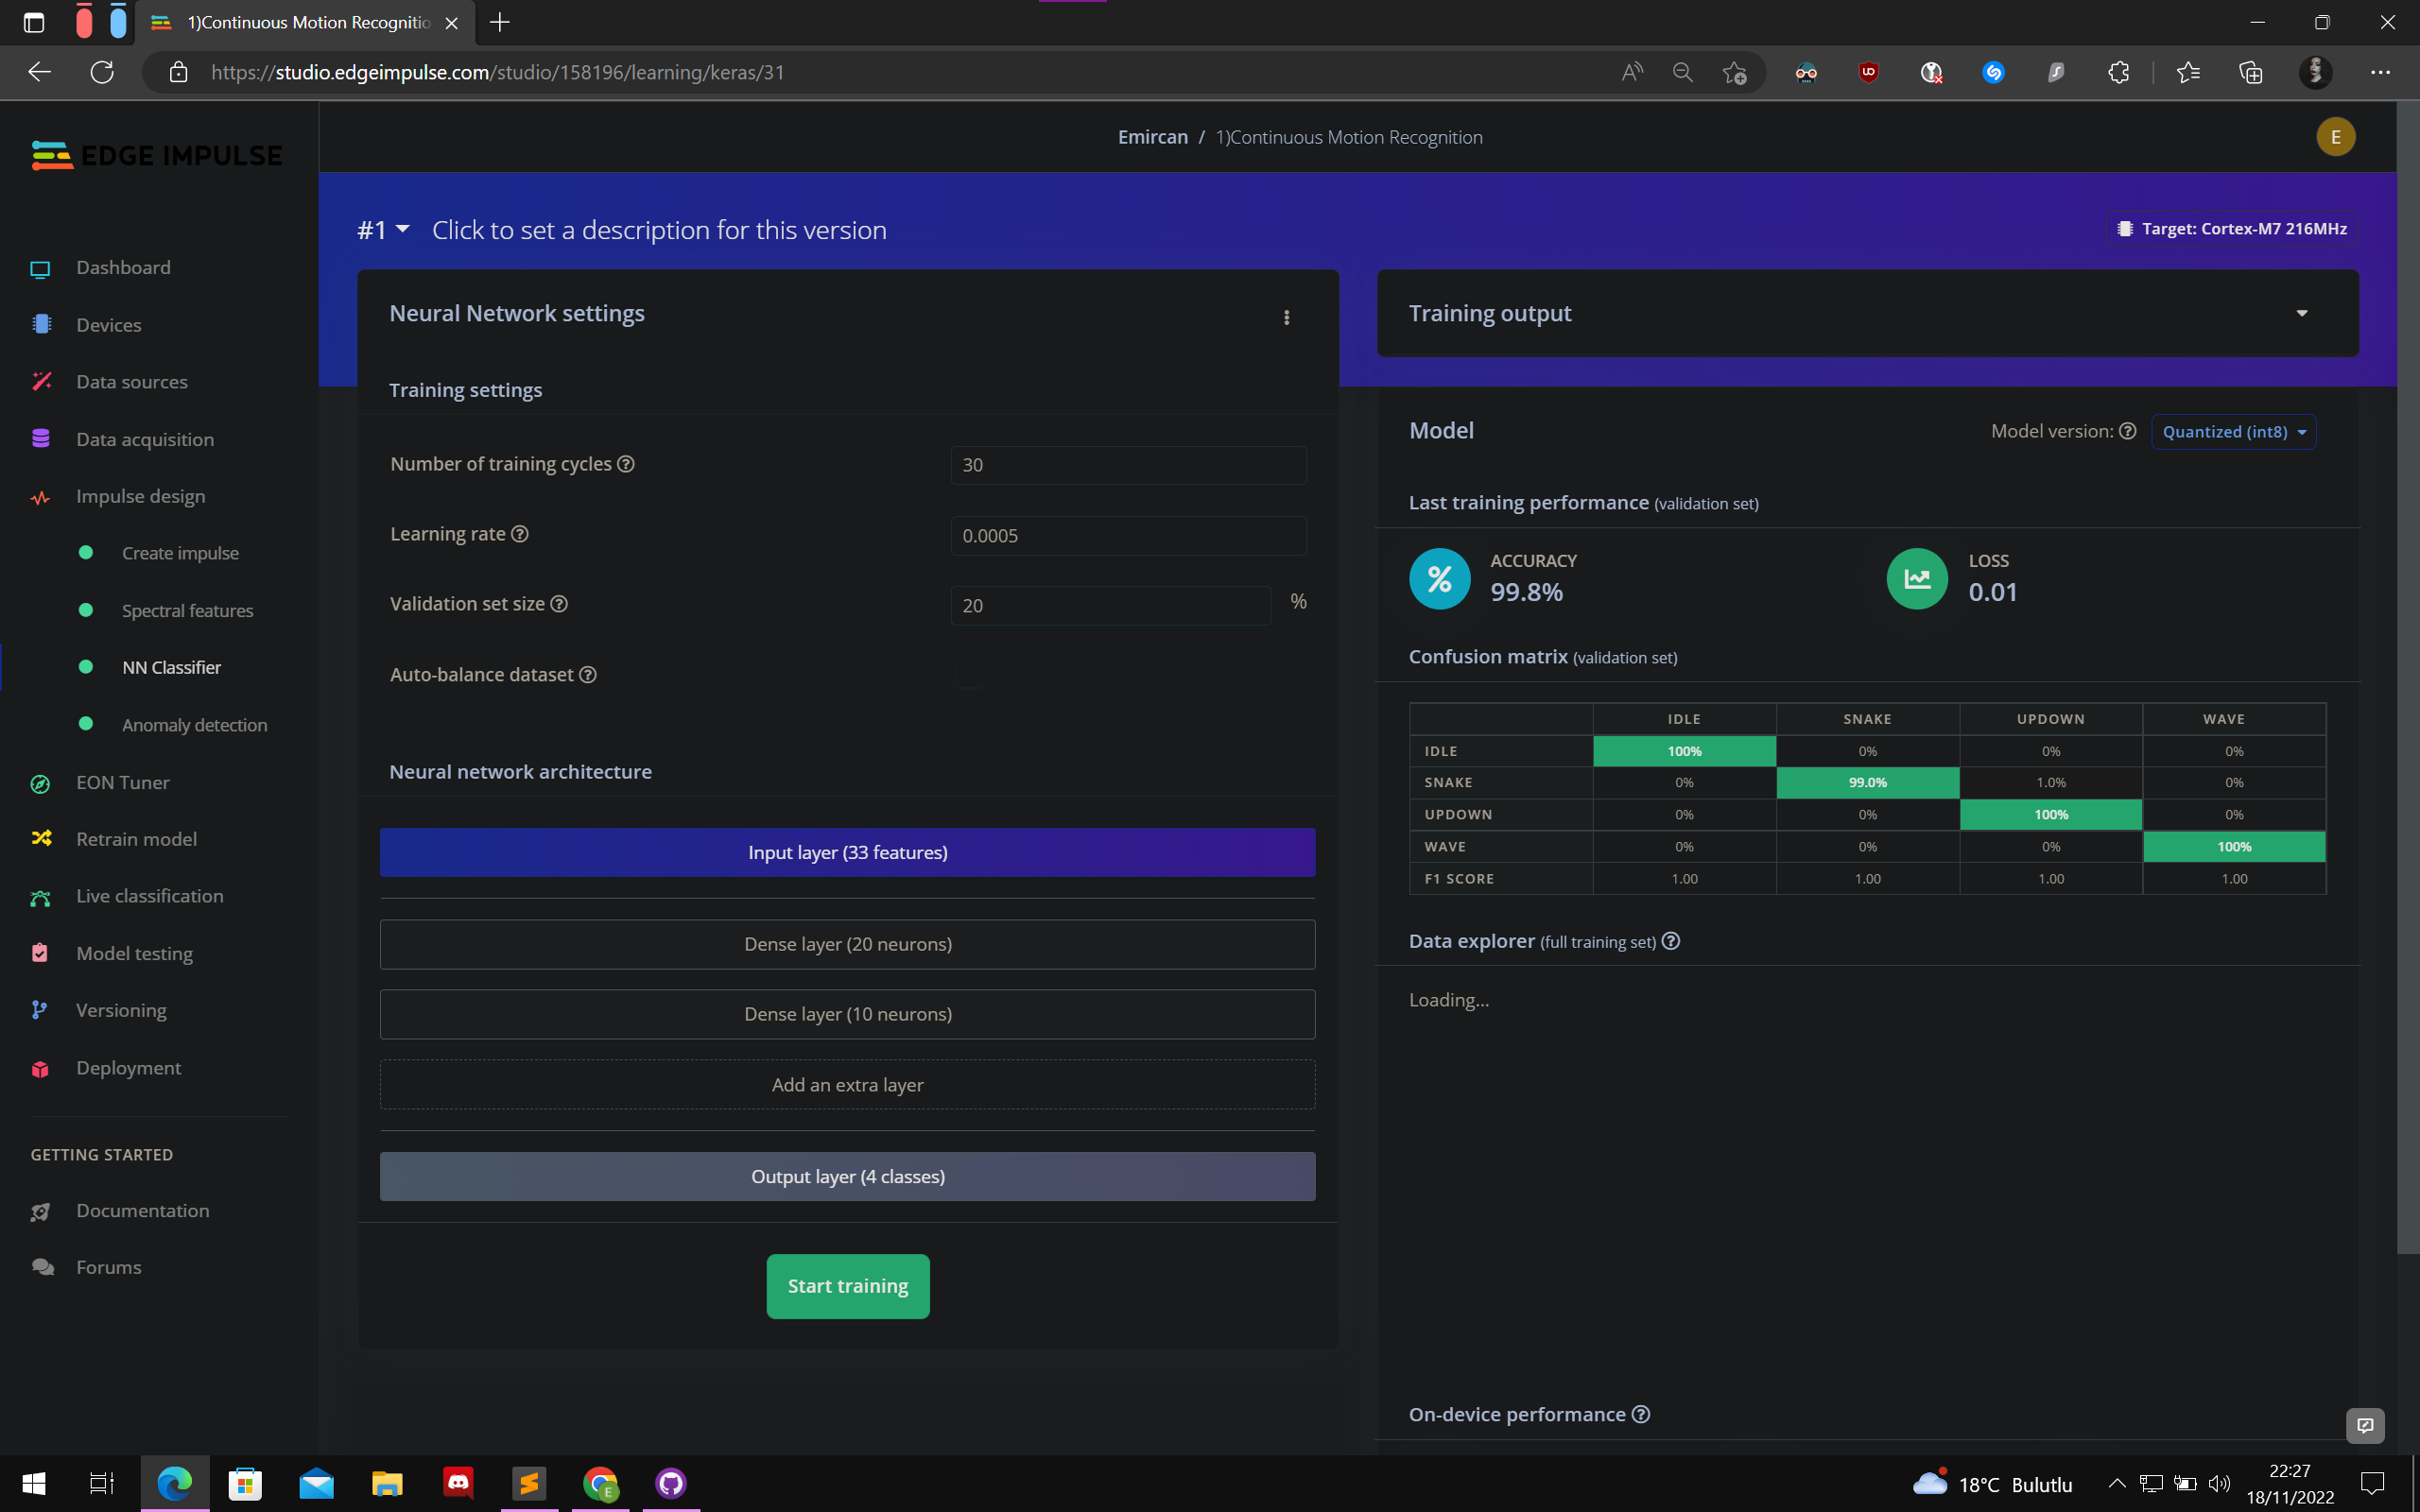 1)Continuous Motion Recognitio
https://studio.edgeimpulse.com/studio/158196/learning/keras/31
EDGE IMPULSE
Emircan / 1)Continuous Motion Recognition
E
#1 Click to set a description for this version
Target: Cortex-M7 216MHz
Dashboard
Devices
Data sources
Data acquisition
Impulse design
Create impulse
Spectral features
NN Classifier
Anomaly detection
EON Tuner
Retrain model
Live classification
Model testing
Versioning
Deployment
GETTING STARTED
Documentation
Forums
Neural Network settings
Training settings
Number of training cycles ? 30
Learning rate ? 0.0005
Validation set size ? 20 %
Auto-balance dataset ?
Neural network architecture
Input layer (33 features)
Dense layer (20 neurons)
Dense layer (10 neurons)
Add an extra layer
Output layer (4 classes)
Start training
Training output
Model
Model version: ? Quantized (int8)
Last training performance (validation set)
% ACCURACY
99.8%
LOSS
0.01
Confusion matrix (validation set)
IDLE SNAKE UPDOWN WAVE
IDLE 100% 0% 0% 0%
SNAKE 0% 99.0% 1.0% 0%
UPDOWN 0% 0% 100% 0%
WAVE 0% 0% 0% 100%
F1 SCORE 1.00 1.00 1.00 1.00
Data explorer (full training set) ?
Loading...
On-device performance ?
E
18°C Bulutlu
22:27
18/11/2022